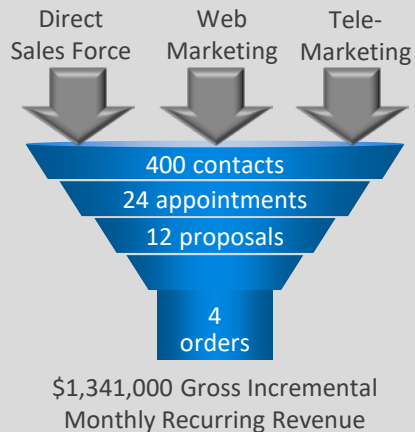 Direct
Sales Force
Web
Marketing
Tele-
Marketing
400 contacts
24 appointments
12 proposals
4
orders
$1,341,000 Gross Incremental
Monthly Recurring Revenue